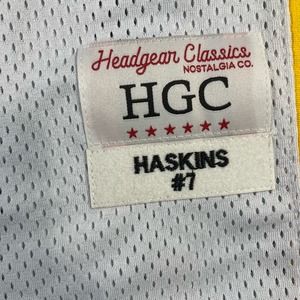 Headgear Classics
NOSTALGIA CO.
HGC
HASKINS
#7